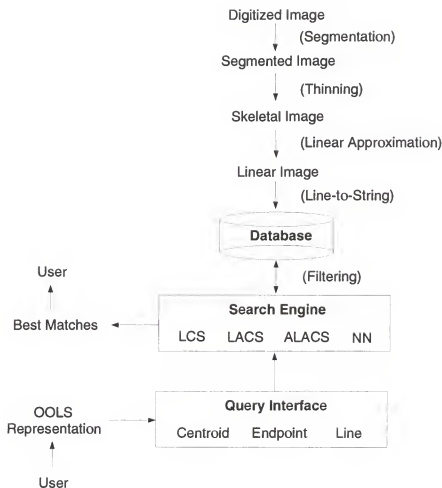 Digitized Image
(Segmentation)
Segmented Image
(Thinning)
Skeletal Image
(Linear Approximation)
Linear Image
(Line-to-String)
Database
(Filtering)
User
Best Matches
Search Engine
LCS LACS ALACS NN
Query Interface
Centroid Endpoint Line
OOLS
Representation
User